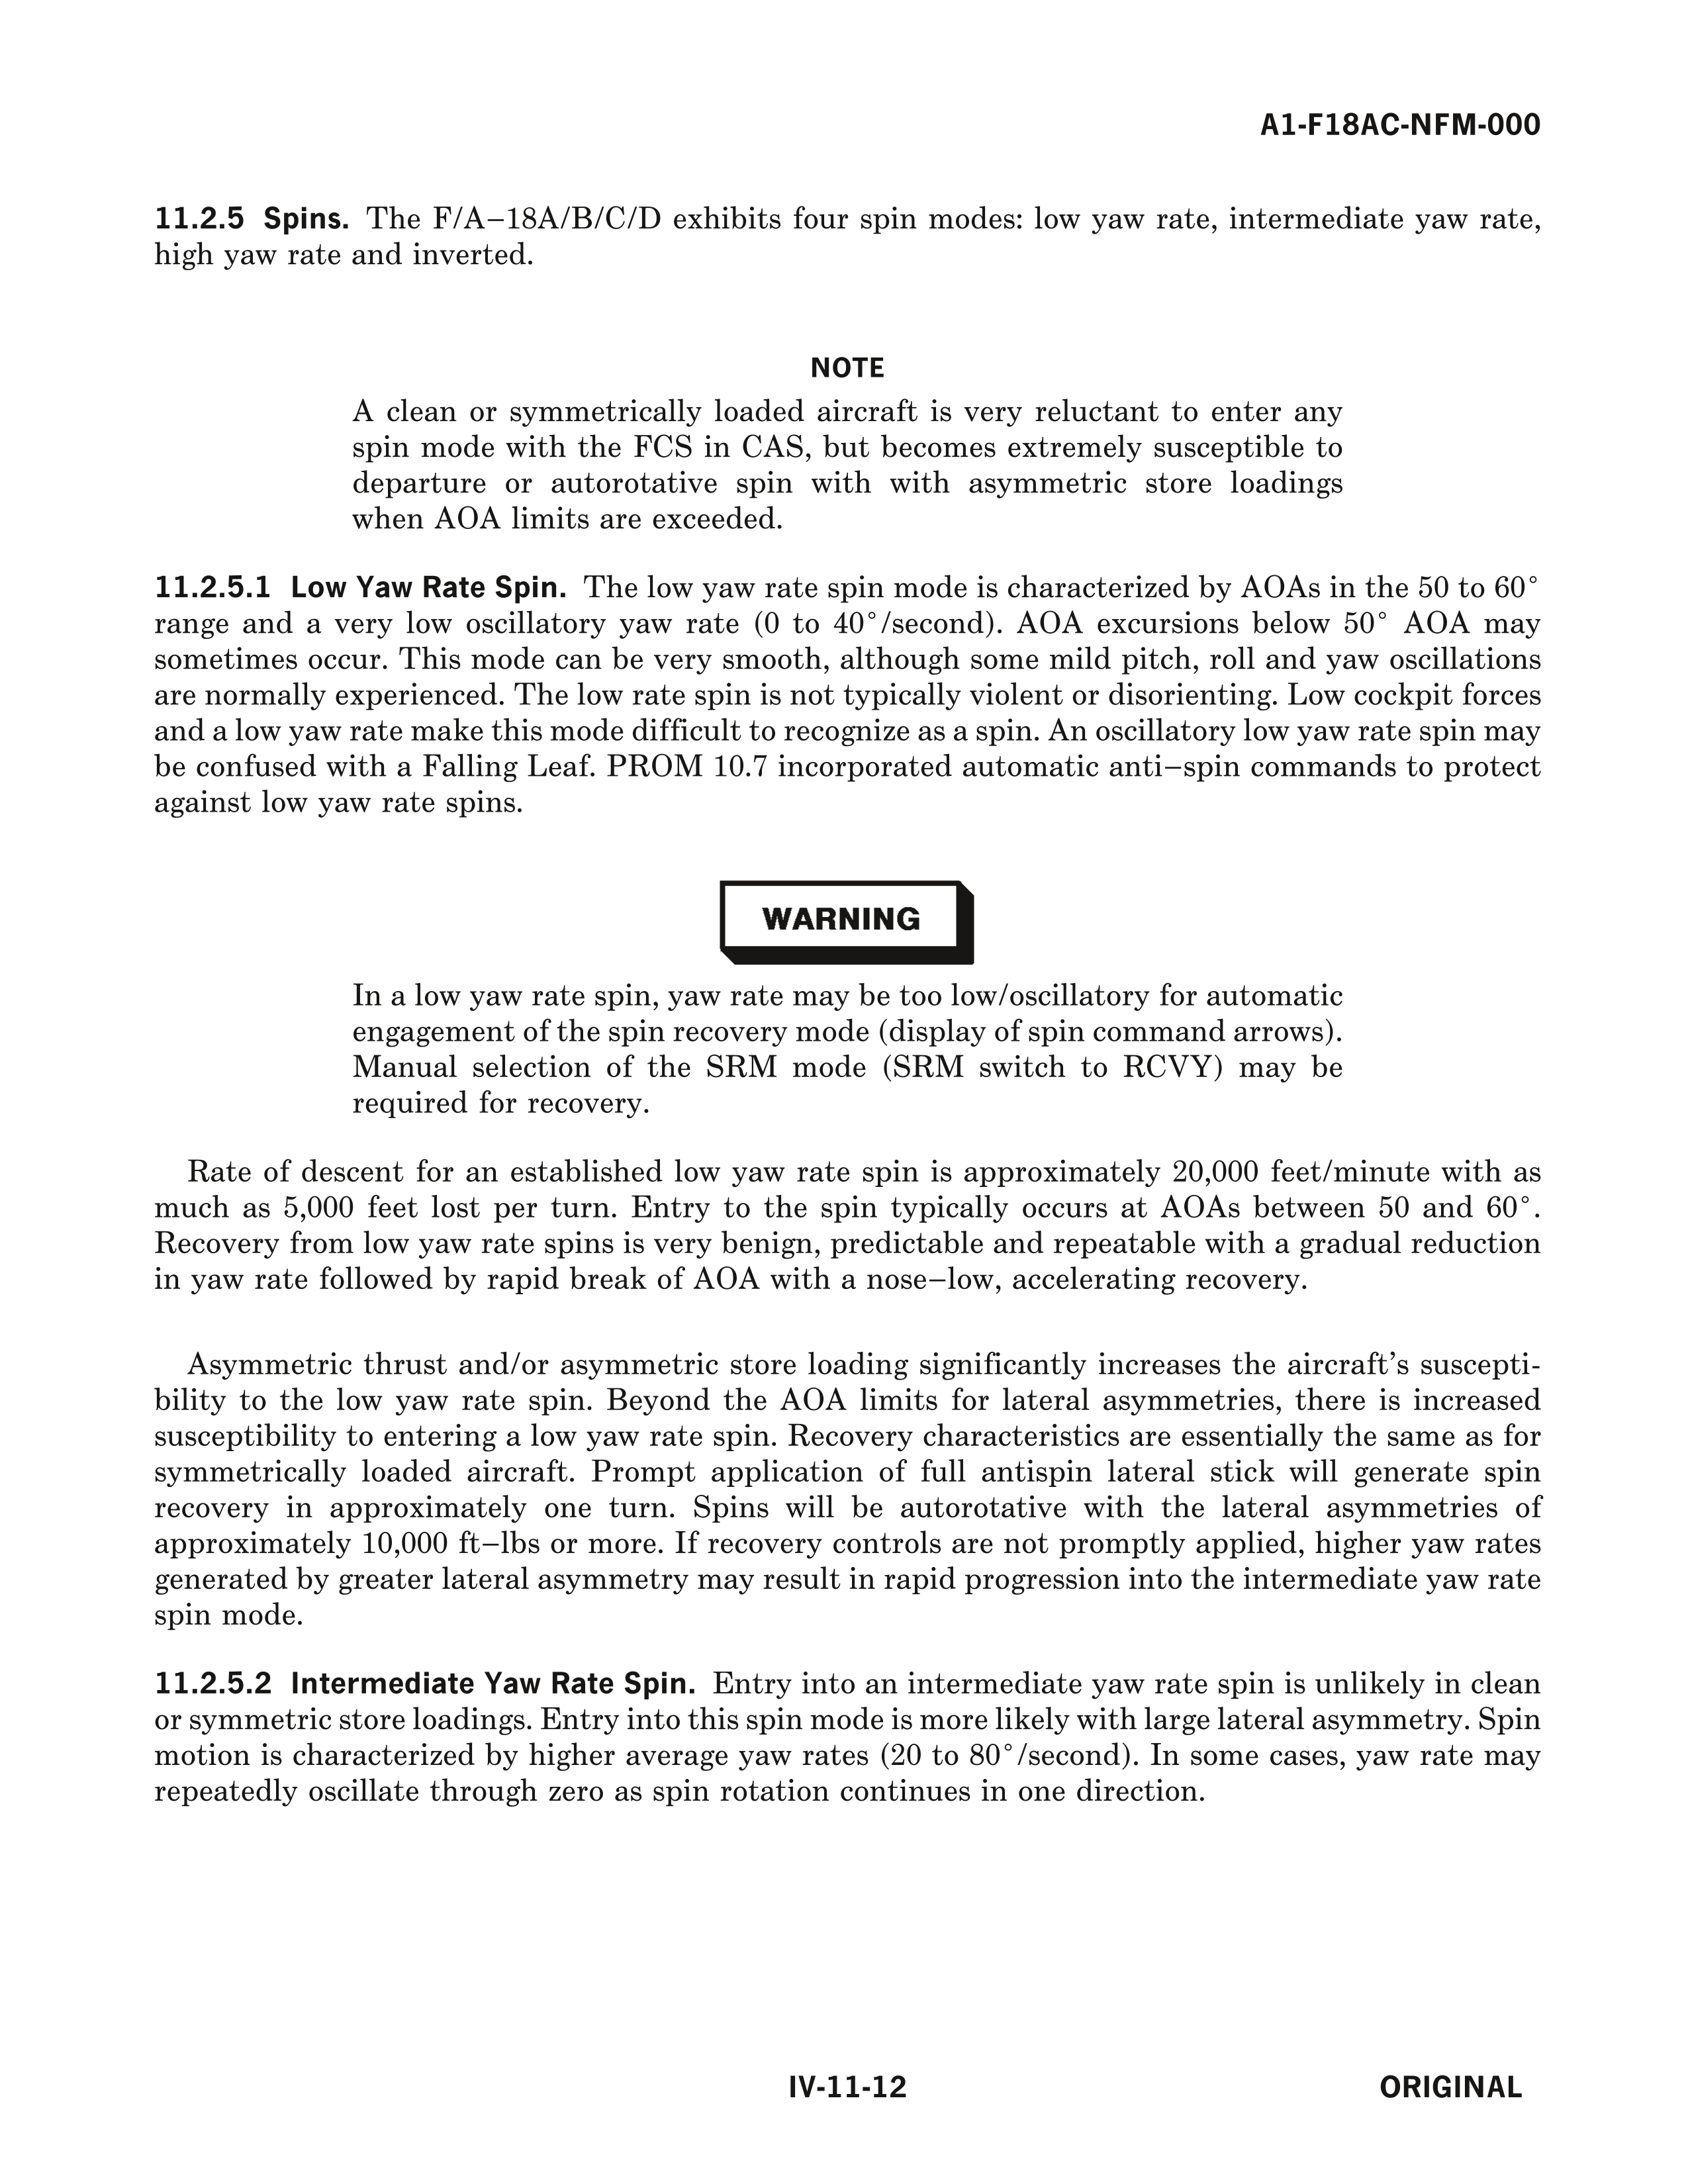 A1-F18AC-NFM-000
11.2.5 Spins. The F/A−18A/B/C/D exhibits four spin modes: low yaw rate, intermediate yaw rate,
high yaw rate and inverted.
NOTE
A clean or symmetrically loaded aircraft is very reluctant to enter any
spin mode with the FCS in CAS, but becomes extremely susceptible to
departure or autorotative spin with with asymmetric store loadings
when AOA limits are exceeded.
11.2.5.1 Low Yaw Rate Spin. The low yaw rate spin mode is characterized by AOAs in the 50 to 60°
range and a very low oscillatory yaw rate (0 to 40°/second). AOA excursions below 50° AOA may
sometimes occur. This mode can be very smooth, although some mild pitch, roll and yaw oscillations
are normally experienced. The low rate spin is not typically violent or disorienting. Low cockpit forces
and a low yaw rate make this mode difficult to recognize as a spin. An oscillatory low yaw rate spin may
be confused with a Falling Leaf. PROM 10.7 incorporated automatic anti−spin commands to protect
against low yaw rate spins.
WARNING
In a low yaw rate spin, yaw rate may be too low/oscillatory for automatic
engagement of the spin recovery mode (display of spin command arrows).
Manual selection of the SRM mode (SRM switch to RCVY) may be
required for recovery.
Rate of descent for an established low yaw rate spin is approximately 20,000 feet/minute with as
much as 5,000 feet lost per turn. Entry to the spin typically occurs at AOAs between 50 and 60°.
Recovery from low yaw rate spins is very benign, predictable and repeatable with a gradual reduction
in yaw rate followed by rapid break of AOA with a nose−low, accelerating recovery.
Asymmetric thrust and/or asymmetric store loading significantly increases the aircraft's suscepti-
bility to the low yaw rate spin. Beyond the AOA limits for lateral asymmetries, there is increased
susceptibility to entering a low yaw rate spin. Recovery characteristics are essentially the same as for
symmetrically loaded aircraft. Prompt application of full antispin lateral stick will generate spin
recovery in approximately one turn. Spins will be autorotative with the lateral asymmetries of
approximately 10,000 ft−lbs or more. If recovery controls are not promptly applied, higher yaw rates
generated by greater lateral asymmetry may result in rapid progression into the intermediate yaw rate
spin mode.
11.2.5.2 Intermediate Yaw Rate Spin. Entry into an intermediate yaw rate spin is unlikely in clean
or symmetric store loadings. Entry into this spin mode is more likely with large lateral asymmetry. Spin
motion is characterized by higher average yaw rates (20 to 80°/second). In some cases, yaw rate may
repeatedly oscillate through zero as spin rotation continues in one direction.
IV-11-12
ORIGINAL